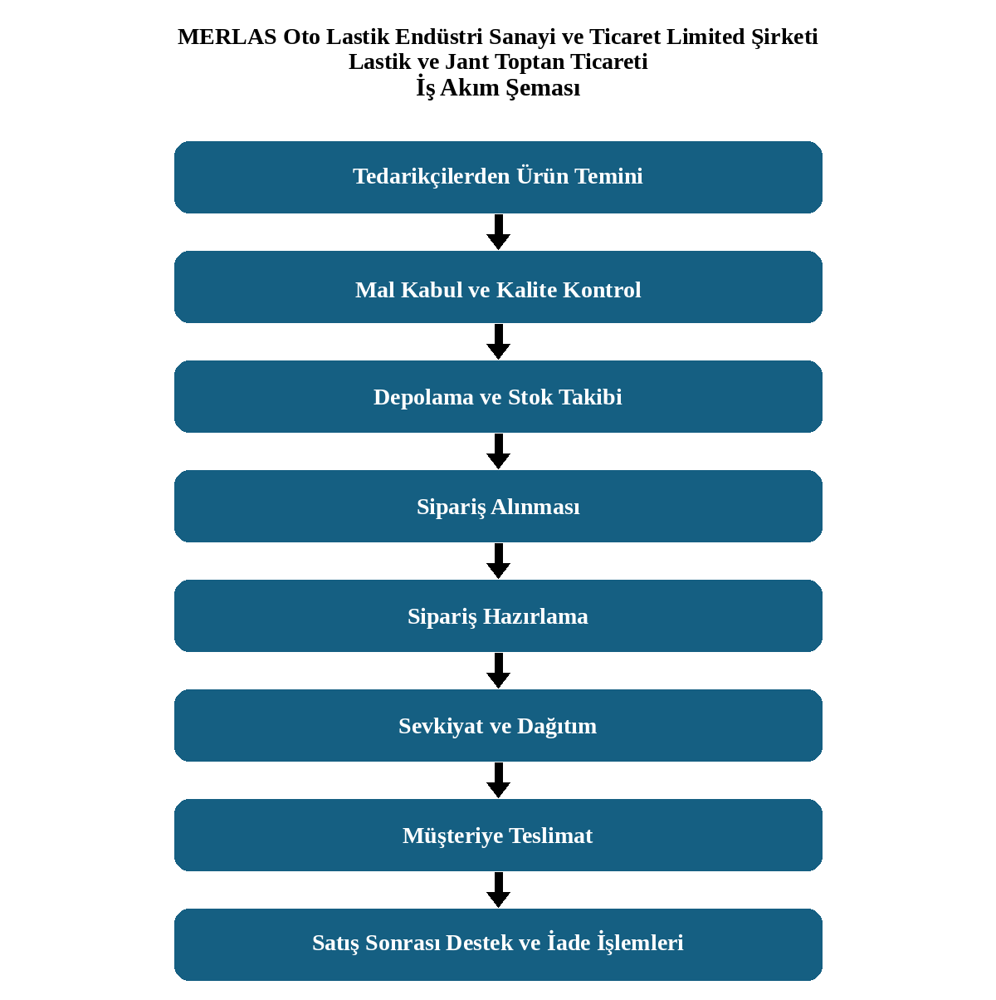 MERLAS Oto Lastik Endüstri Sanayi ve Ticaret Limited Şirketi
Lastik ve Jant Toptan Ticareti
İş Akım Şeması
Tedarikçilerden Ürün Temini
Mal Kabul ve Kalite Kontrol
Depolama ve Stok Takibi
Sipariş Alınması
Sipariş Hazırlama
Sevkiyat ve Dağıtım
Müşteriye Teslimat
Satış Sonrası Destek ve İade İşlemleri